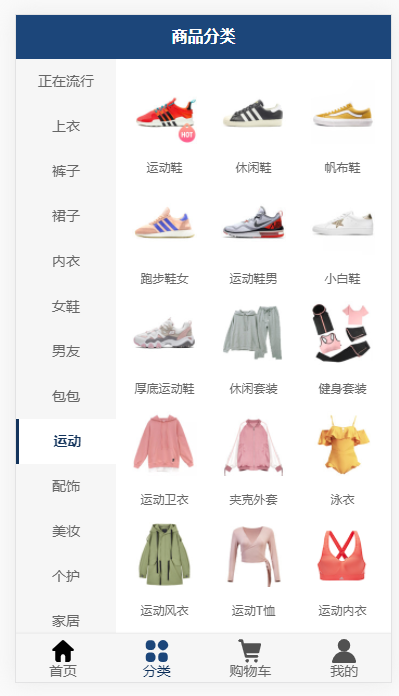 商品分类
正在流行
上衣
裤子
裙子
内衣
女鞋
男友
包包
运动
配饰
美妆
个护
家居
HOT
运动鞋 休闲鞋 帆布鞋
跑步鞋女 运动鞋男 小白鞋
厚底运动鞋 休闲套装 健身套装
运动卫衣 夹克外套 泳衣
运动风衣 运动T恤 运动内衣
首页 分类 购物车 我的